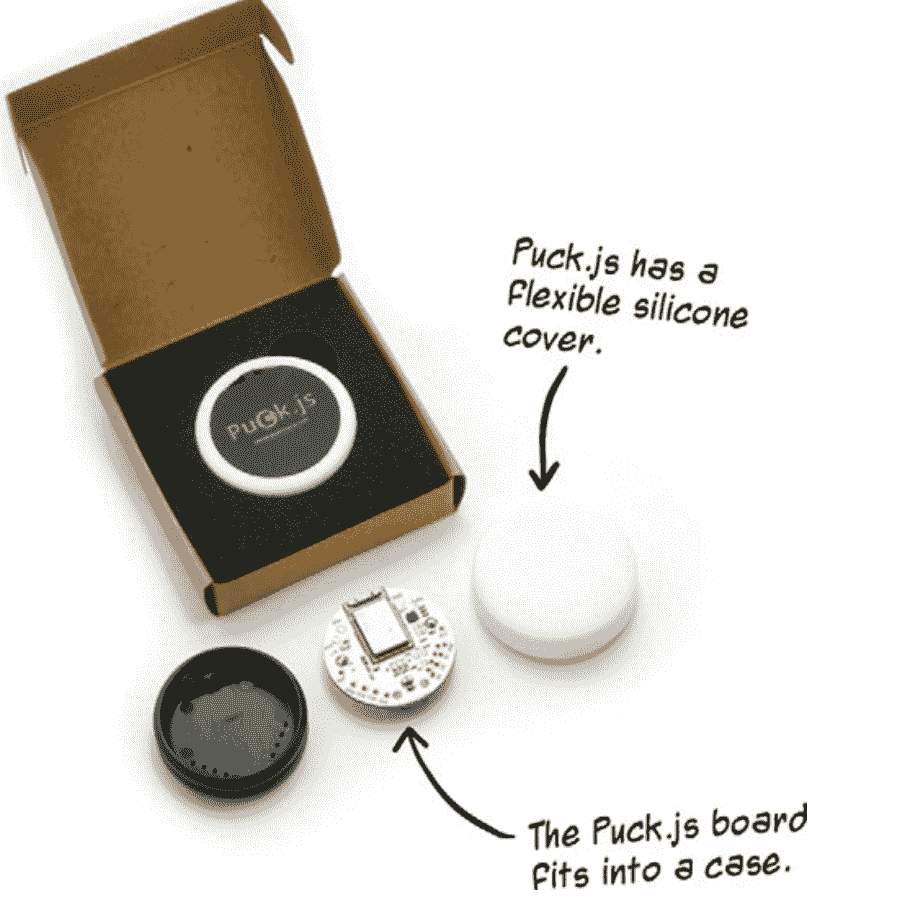 Puck.js has a
flexible silicone
cover.
Puck.js
The Puck.js board
fits into a case.